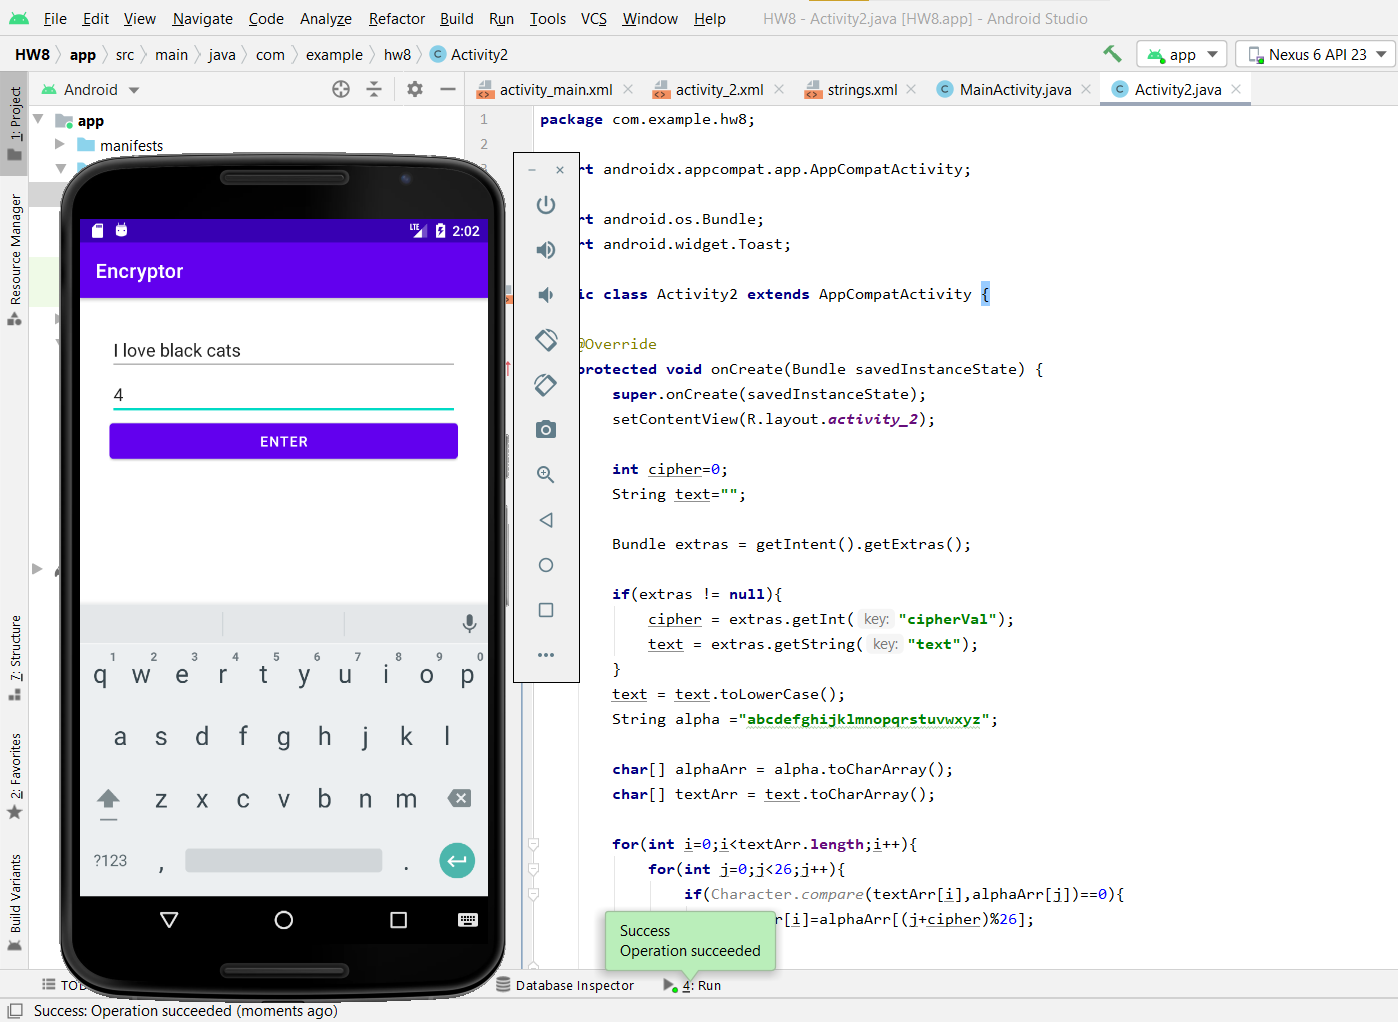 File Edit View Navigate Code Analyze Refactor Build Run Tools VCS Window Help HW8 - Activity2.java [HW8.app] - Android Studio
HW8 app src main java com example hw8 C Activity2 app Nexus 6 API 23
Android activity_main.xml activity_2.xml strings.xml MainActivity.java Activity2.java
1: Project
Resource Manager
7: Structure
2: Favorites
Build Variants
app
manifests
LTE 2:02
Encryptor
I love black cats
4
ENTER
1 2 3 4 5 6 7 8 9 0
q w e r t y u i o p
a s d f g h j k l
z x c v b n m
?123 , .
1 package com.example.hw8;
2
rt androidx.appcompat.app.AppCompatActivity;
rt android.os.Bundle;
rt android.widget.Toast;
ic class Activity2 extends AppCompatActivity {
@Override
protected void onCreate(Bundle savedInstanceState) {
super.onCreate(savedInstanceState);
setContentView(R.layout.activity_2);
int cipher=0;
String text="";
Bundle extras = getIntent().getExtras();
if(extras != null){
cipher = extras.getInt( key: "cipherVal");
text = extras.getString( key: "text");
}
text = text.toLowerCase();
String alpha ="abcdefghijklmnopqrstuvwxyz";
char[] alphaArr = alpha.toCharArray();
char[] textArr = text.toCharArray();
for(int i=0;i<textArr.length;i++){
for(int j=0;j<26;j++){
if(Character.compare(textArr[i],alphaArr[j])==0){
r[i]=alphaArr[(j+cipher)%26];
Success
Operation succeeded
TOD Database Inspector 4: Run
Success: Operation succeeded (moments ago)